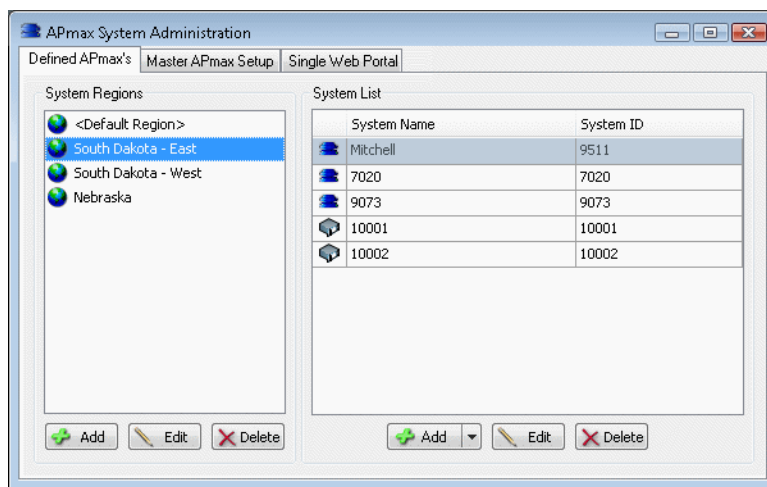 APmax System Administration
Defined APmax's Master APmax Setup Single Web Portal
System Regions
<Default Region>
South Dakota - East
South Dakota - West
Nebraska
Add Edit Delete
System List
System Name System ID
Mitchell 9511
7020 7020
9073 9073
10001 10001
10002 10002
Add Edit Delete